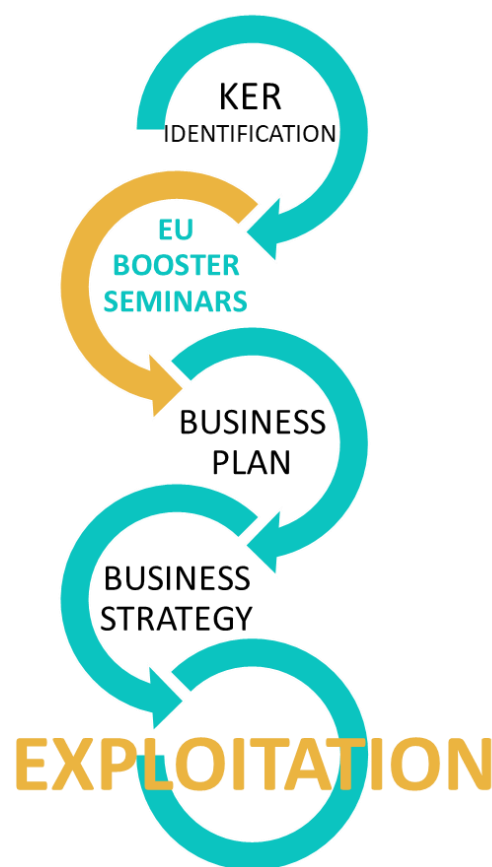 KER
IDENTIFICATION
EU
BOOSTER
SEMINARS
BUSINESS
PLAN
BUSINESS
STRATEGY
EXPLOITATION